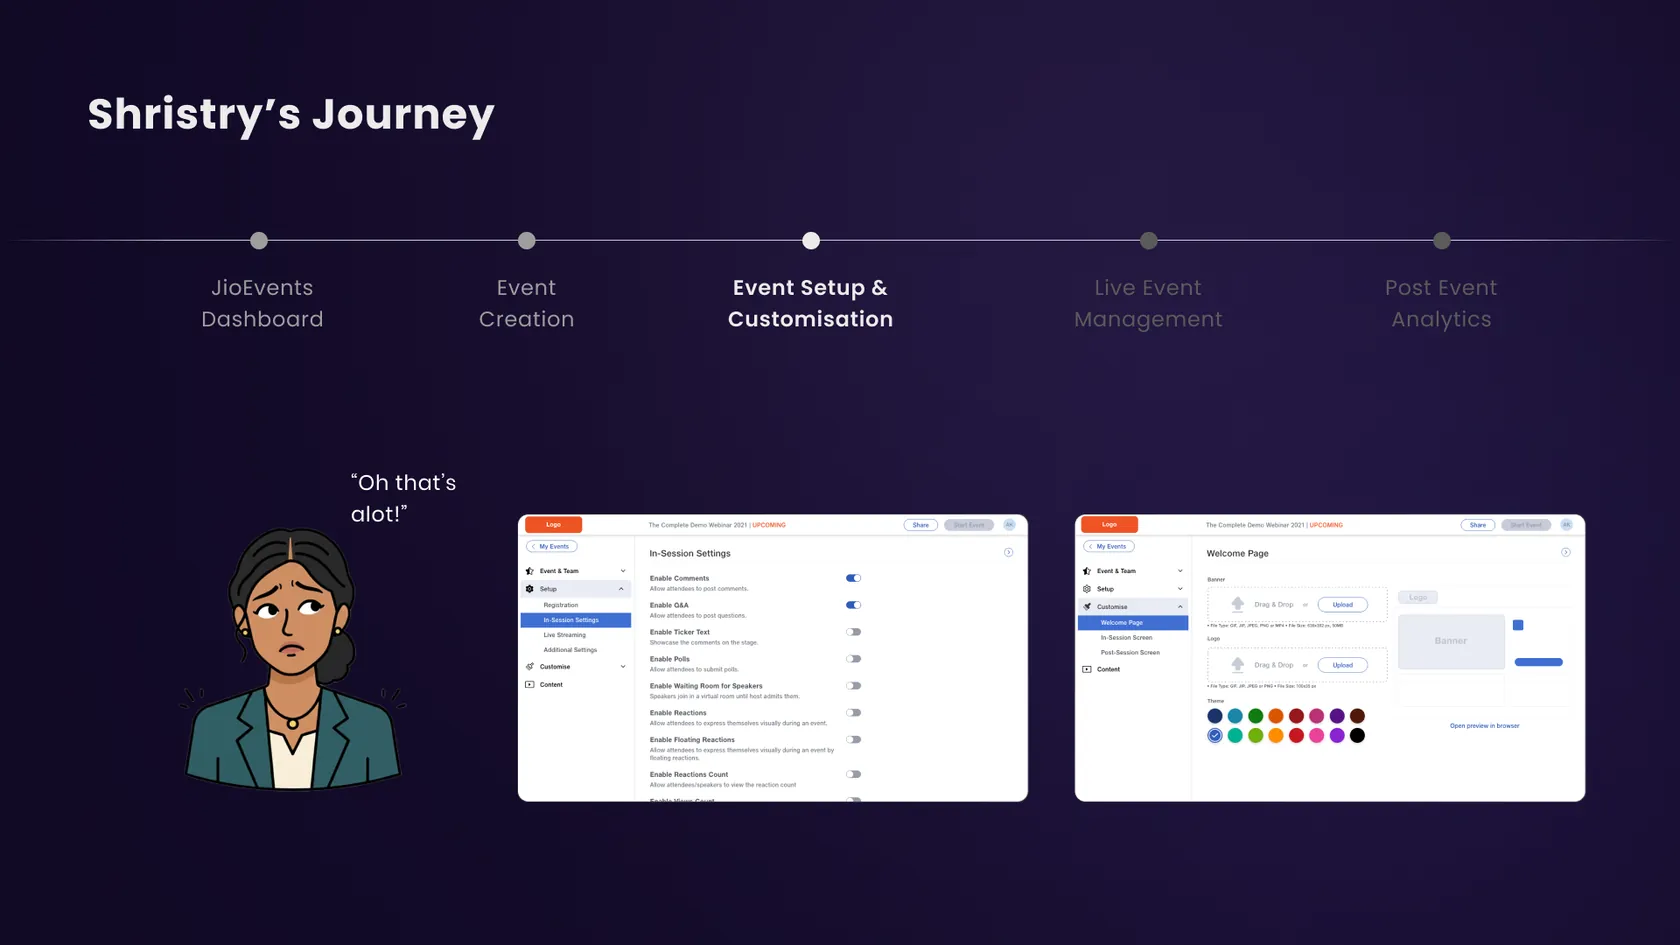 Shristry’s Journey
JioEvents
Dashboard
Event
Creation
Event Setup &
Customisation
Live Event
Management
Post Event
Analytics
“Oh that’s
alot!”
Logo
The Complete Demo Webinar 2021 | UPCOMING
Share
Start Event
AK
My Events
Event & Team
Setup
Registration
In-Session Settings
Live Streaming
Additional Settings
Customise
Content
In-Session Settings
Enable Comments
Allow attendees to post comments.
Enable Q&A
Allow attendees to post questions.
Enable Ticker Text
Showcase the comments on the stage.
Enable Polls
Allow attendees to submit polls.
Enable Waiting Room for Speakers
Speakers join in a virtual room until host admits them.
Enable Reactions
Allow attendees to express themselves visually during an event.
Enable Floating Reactions
Allow attendees to express themselves visually during an event by
floating reactions.
Enable Reactions Count
Allow attendees/speakers to view the reaction count
Enable Views Count
Logo
The Complete Demo Webinar 2021 | UPCOMING
Share
Start Event
AK
My Events
Event & Team
Setup
Customise
Welcome Page
In-Session Screen
Post-Session Screen
Content
Welcome Page
Banner
Drag & Drop or Upload
Logo
Drag & Drop or Upload
Theme
Logo
Banner
Open preview in browser